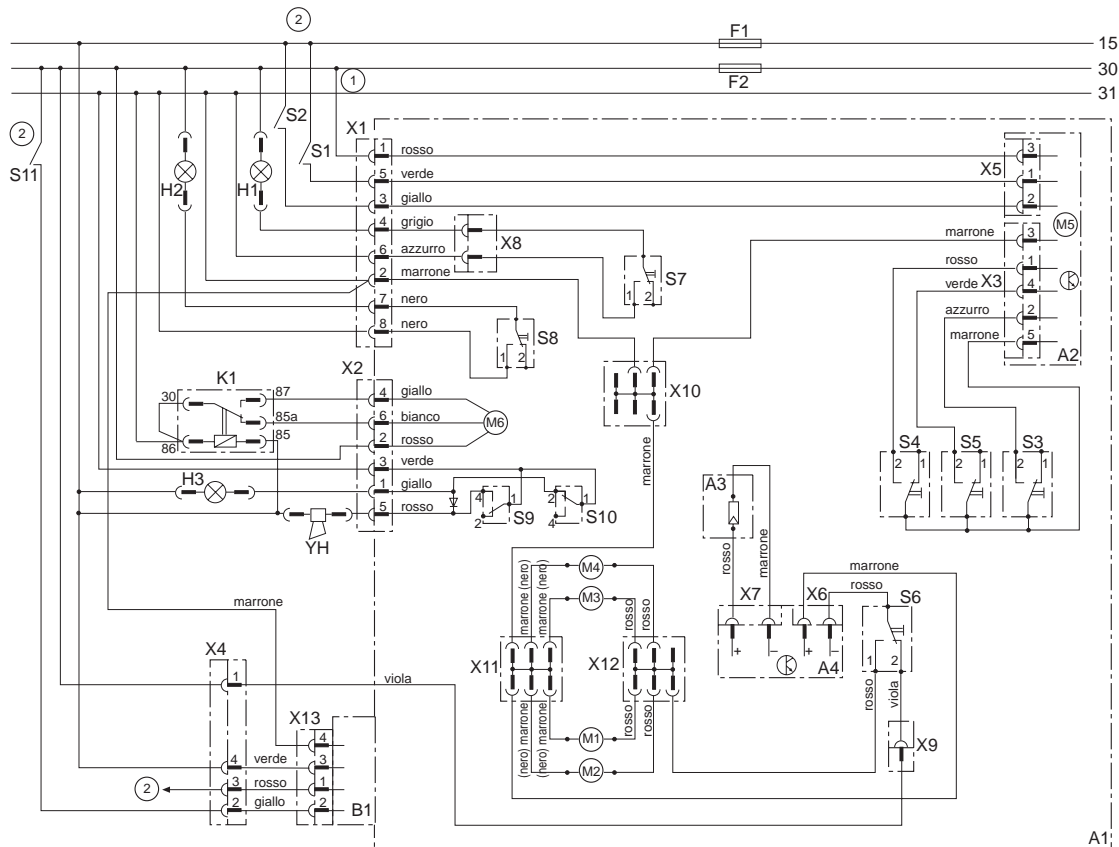 2
F1
15
30
1
F2
31
2
S2
X1
S11
S1
1 rosso
3
H2
H1
5 verde
X5
1
3 giallo
2
4 grigio
M5
X8
marrone
3
6 azzurro
2 marrone
S7
rosso
1
1 2
verde
X3
4
7 nero
azzurro
2
8 nero
S8
marrone
5
1 2
A2
X2
X10
K1
30
87
4 giallo
85a
6 bianco
M6
86
85
2 rosso
marrone
S4
S5
S3
3 verde
2 1
2 1
2 1
H3
A3
1 giallo
4 1
2 1
5 rosso
2
S9
4
S10
YH
rosso
marrone
marrone (nero)
marrone (nero)
M4
marrone
rosso
X7
X6
marrone
M3
rosso
rosso
S6
X4
X11
X12
+
−
+
−
A4
1 2
1
viola
rosso
viola
X13
(nero) marrone
(nero) marrone
M1
rosso
rosso
X9
4
4 verde
3
M2
2
3 rosso
1
2 giallo
2
B1
A1